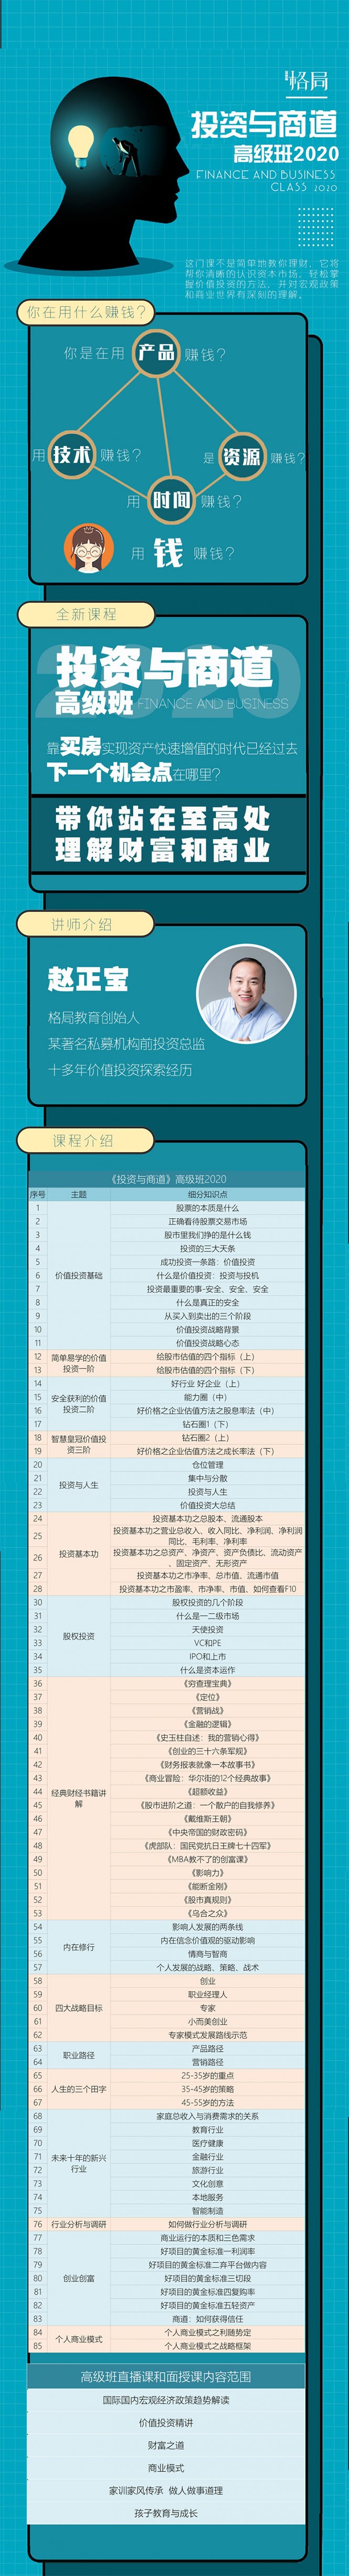 格局
投资与商道
高级班2020
FINANCE AND BUSINESS
CLASS 2020
这门课不是简单地教你理财，它将
帮你清晰的认识资本市场，轻松掌
握价值投资的方法，并对宏观政策
和商业世界有深刻的理解。
你在用什么赚钱？
你是在用 产品 赚钱？
用 技术 赚钱？
是 资源 赚钱？
用 时间 赚钱？
用 钱 赚钱？
全新课程
2020
投资与商道
高级班 FINANCE AND BUSINESS
靠买房实现资产快速增值的时代已经过去
下一个机会点在哪里？
带你站在至高处
理解财富和商业
讲师介绍
赵正宝
格局教育创始人
某著名私募机构前投资总监
十多年价值投资探索经历
课程介绍
《投资与商道》高级班2020
序号 主题 细分知识点
价值投资基础
1 股票的本质是什么
2 正确看待股票交易市场
3 股市里我们挣的是什么钱
4 投资的三大天条
5 成功投资一条路：价值投资
6 什么是价值投资：投资与投机
7 投资最重要的事-安全、安全、安全
8 什么是真正的安全
9 从买入到卖出的三个阶段
10 价值投资战略背景
11 价值投资战略心态
简单易学的价值
投资一阶
12 给股市估值的四个指标（上）
13 给股市估值的四个指标（下）
安全获利的价值
投资二阶
14 好行业 好企业（上）
15 能力圈（中）
16 好价格之企业估值方法之股息率法（中）
17 钻石圈1（下）
智慧皇冠价值投
资三阶
18 钻石圈2（上）
19 好价格之企业估值方法之成长率法（下）
投资与人生
20 仓位管理
21 集中与分散
22 投资与人生
23 价值投资大总结
投资基本功
24 投资基本功之总股本、流通股本
25 投资基本功之营业总收入、收入同比、净利润、净利润
同比、毛利率、净利率
26 投资基本功之总资产、净资产、资产负债比、流动资产
、固定资产、无形资产
27 投资基本功之市净率、总市值、流通市值
28 投资基本功之市盈率、市净率、市值、如何查看F10
股权投资
30 股权投资的几个阶段
31 什么是一二级市场
32 天使投资
33 VC和PE
34 IPO和上市
35 什么是资本运作
经典财经书籍讲
解
36 《穷查理宝典》
37 《定位》
38 《营销战》
39 《金融的逻辑》
40 《史玉柱自述：我的营销心得》
41 《创业的三十六条军规》
42 《财务报表就像一本故事书》
43 《商业冒险：华尔街的12个经典故事》
44 《超额收益》
45 《股市进阶之道：一个散户的自我修养》
46 《戴维斯王朝》
47 《中央帝国的财政密码》
48 《虎部队：国民党抗日王牌七十四军》
49 《MBA教不了的创富课》
50 《影响力》
51 《能断金刚》
52 《股市真规则》
53 《乌合之众》
内在修行
54 影响人发展的两条线
55 内在信念价值观的驱动影响
56 情商与智商
57 个人发展的战略、策略、战术
四大战略目标
58 创业
59 职业经理人
60 专家
61 小而美创业
62 专家模式发展路线示范
职业路径
63 产品路径
64 营销路径
人生的三个田字
65 25-35岁的重点
66 35-45岁的策略
67 45-55岁的方法
未来十年的新兴
行业
68 家庭总收入与消费需求的关系
69 教育行业
70 医疗健康
71 金融行业
72 旅游行业
73 文化创意
74 本地服务
75 智能制造
行业分析与调研
76 如何做行业分析与调研
创业创富
77 商业运行的本质和三色需求
78 好项目的黄金标准一利润率
79 好项目的黄金标准二弃平台做内容
80 好项目的黄金标准三切段
81 好项目的黄金标准四复购率
82 好项目的黄金标准五轻资产
83 商道：如何获得信任
个人商业模式
84 个人商业模式之利随势定
85 个人商业模式之战略框架
高级班直播课和面授课内容范围
国际国内宏观经济政策趋势解读
价值投资精讲
财富之道
商业模式
家训家风传承 做人做事道理
孩子教育与成长